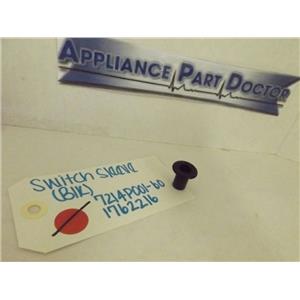 APPLIANCE PART DOCTOR
SWITCH SLEEVE
(BLK)
7214P001-60
1762216